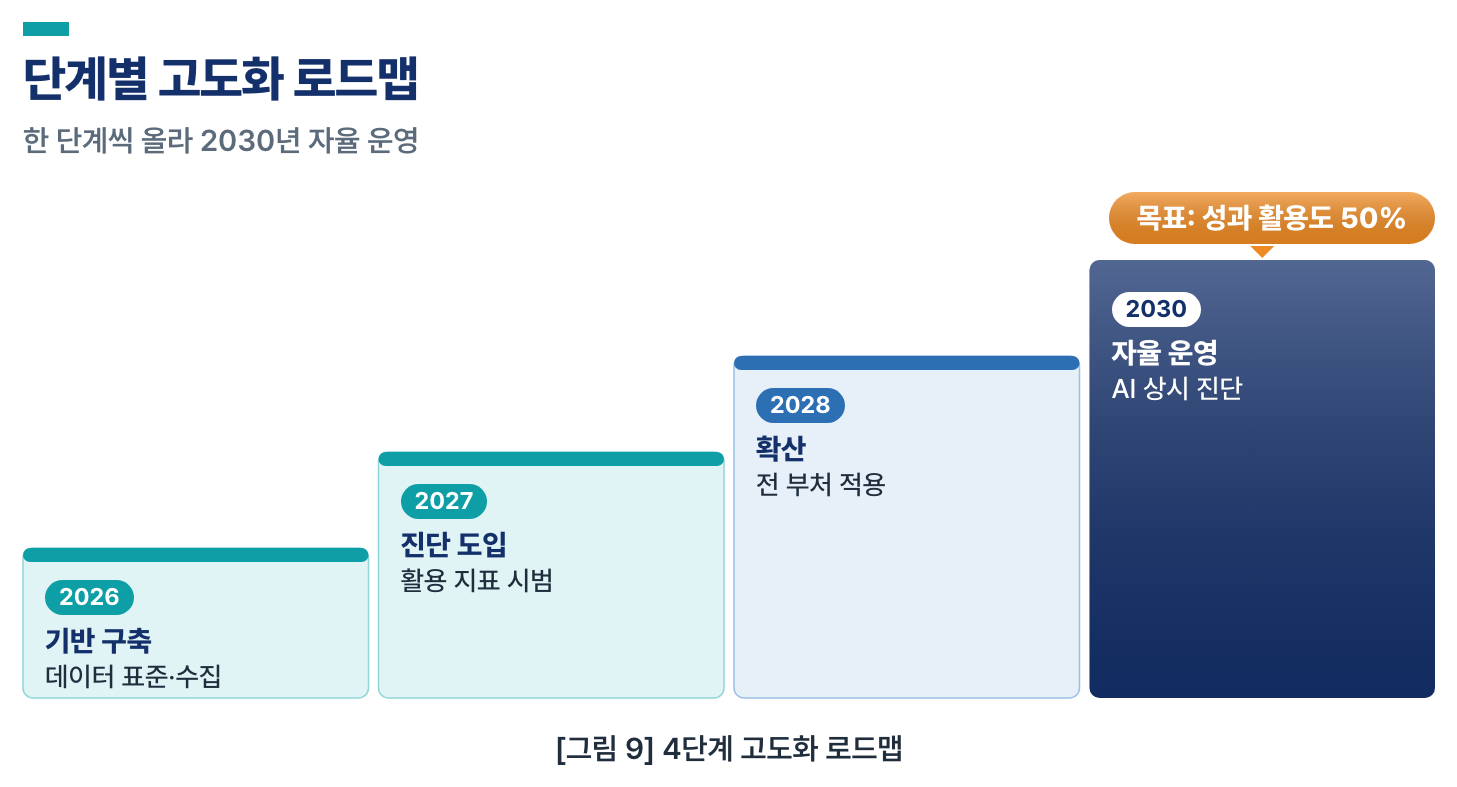 단계별 고도화 로드맵
한 단계씩 올라 2030년 자율 운영
목표: 성과 활용도 50%
2030
자율 운영
AI 상시 진단
2028
확산
전 부처 적용
2027
진단 도입
활용 지표 시범
2026
기반 구축
데이터 표준·수집
[그림 9] 4단계 고도화 로드맵